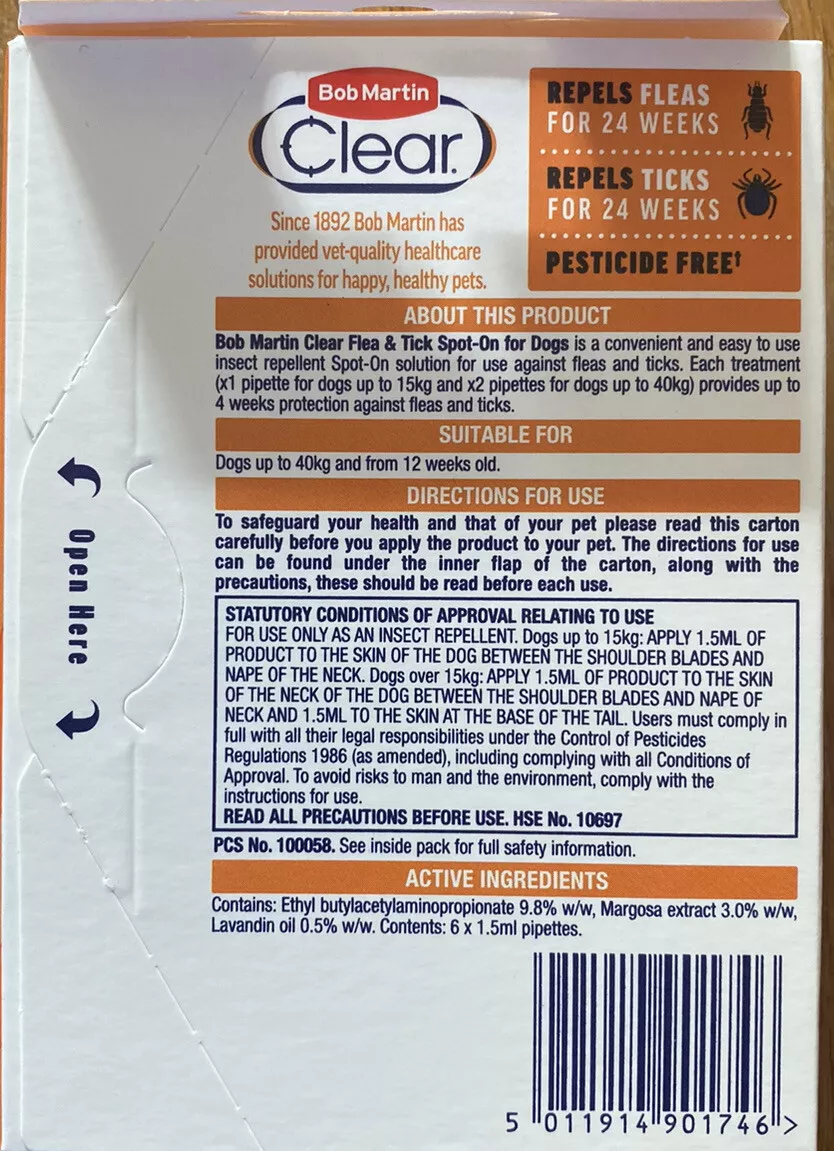 Bob Martin
Clear.
Since 1892 Bob Martin has
provided vet-quality healthcare
solutions for happy, healthy pets.
REPELS FLEAS
FOR 24 WEEKS
REPELS TICKS
FOR 24 WEEKS
PESTICIDE FREE†
ABOUT THIS PRODUCT
Bob Martin Clear Flea & Tick Spot-On for Dogs is a convenient and easy to use
insect repellent Spot-On solution for use against fleas and ticks. Each treatment
(x1 pipette for dogs up to 15kg and x2 pipettes for dogs up to 40kg) provides up to
4 weeks protection against fleas and ticks.
SUITABLE FOR
Dogs up to 40kg and from 12 weeks old.
DIRECTIONS FOR USE
To safeguard your health and that of your pet please read this carton
carefully before you apply the product to your pet. The directions for use
can be found under the inner flap of the carton, along with the
precautions, these should be read before each use.
Open Here
STATUTORY CONDITIONS OF APPROVAL RELATING TO USE
FOR USE ONLY AS AN INSECT REPELLENT. Dogs up to 15kg: APPLY 1.5ML OF
PRODUCT TO THE SKIN OF THE DOG BETWEEN THE SHOULDER BLADES AND
NAPE OF THE NECK. Dogs over 15kg: APPLY 1.5ML OF PRODUCT TO THE SKIN
OF THE NECK OF THE DOG BETWEEN THE SHOULDER BLADES AND NAPE OF
NECK AND 1.5ML TO THE SKIN AT THE BASE OF THE TAIL. Users must comply in
full with all their legal responsibilities under the Control of Pesticides
Regulations 1986 (as amended), including complying with all Conditions of
Approval. To avoid risks to man and the environment, comply with the
instructions for use.
READ ALL PRECAUTIONS BEFORE USE. HSE No. 10697
PCS No. 100058. See inside pack for full safety information.
ACTIVE INGREDIENTS
Contains: Ethyl butylacetylaminopropionate 9.8% w/w, Margosa extract 3.0% w/w,
Lavandin oil 0.5% w/w. Contents: 6 x 1.5ml pipettes.
5 011914 901746 >